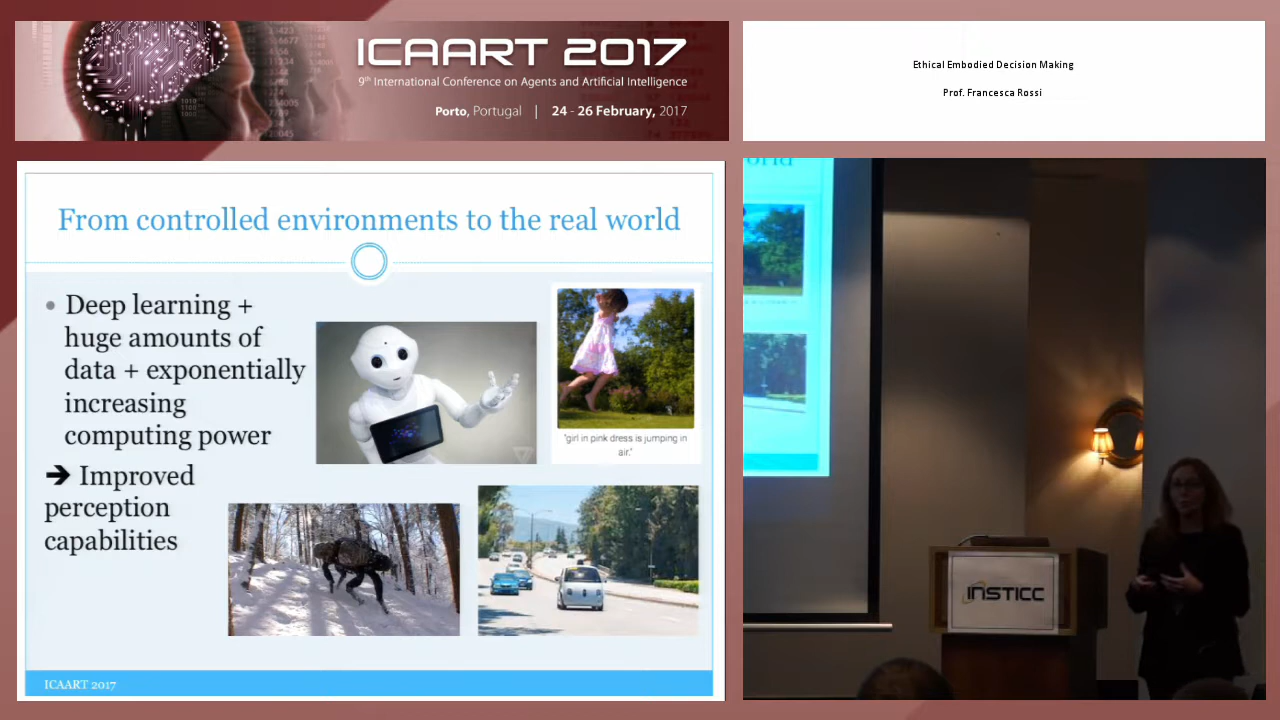 ICAART 2017
9th International Conference on Agents and Artificial Intelligence
Porto, Portugal | 24 - 26 February, 2017
Ethical Embodied Decision Making
Prof. Francesca Rossi
From controlled environments to the real world
• Deep learning +
huge amounts of
data + exponentially
increasing
computing power
➔ Improved
perception
capabilities
"girl in pink dress is jumping in
air."
ICAART 2017
INSTICC